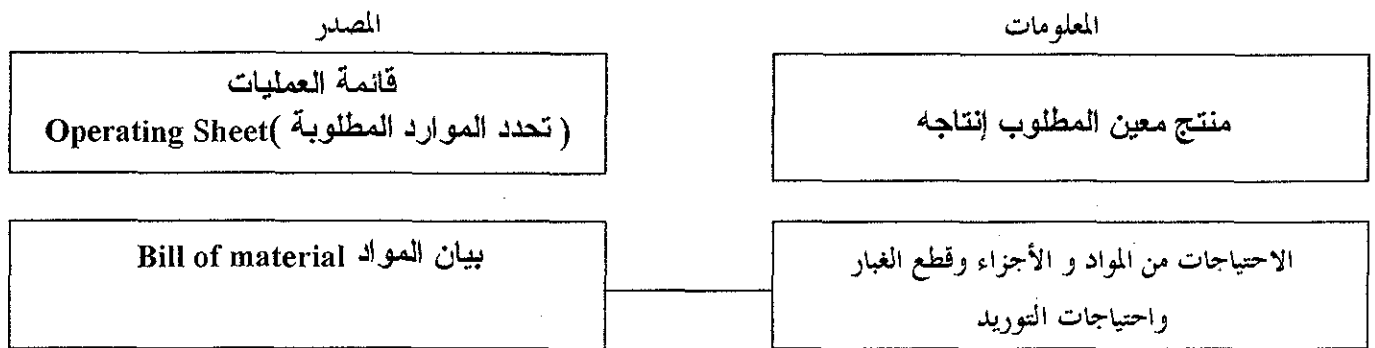 المعلومات
المصدر
منتج معين المطلوب إنتاجه
قائمة العمليات
( تحدد الموارد المطلوبة )Operating Sheet
الاحتياجات من المواد و الأجزاء وقطع الغبار
واحتياجات التوريد
بيان المواد Bill of material